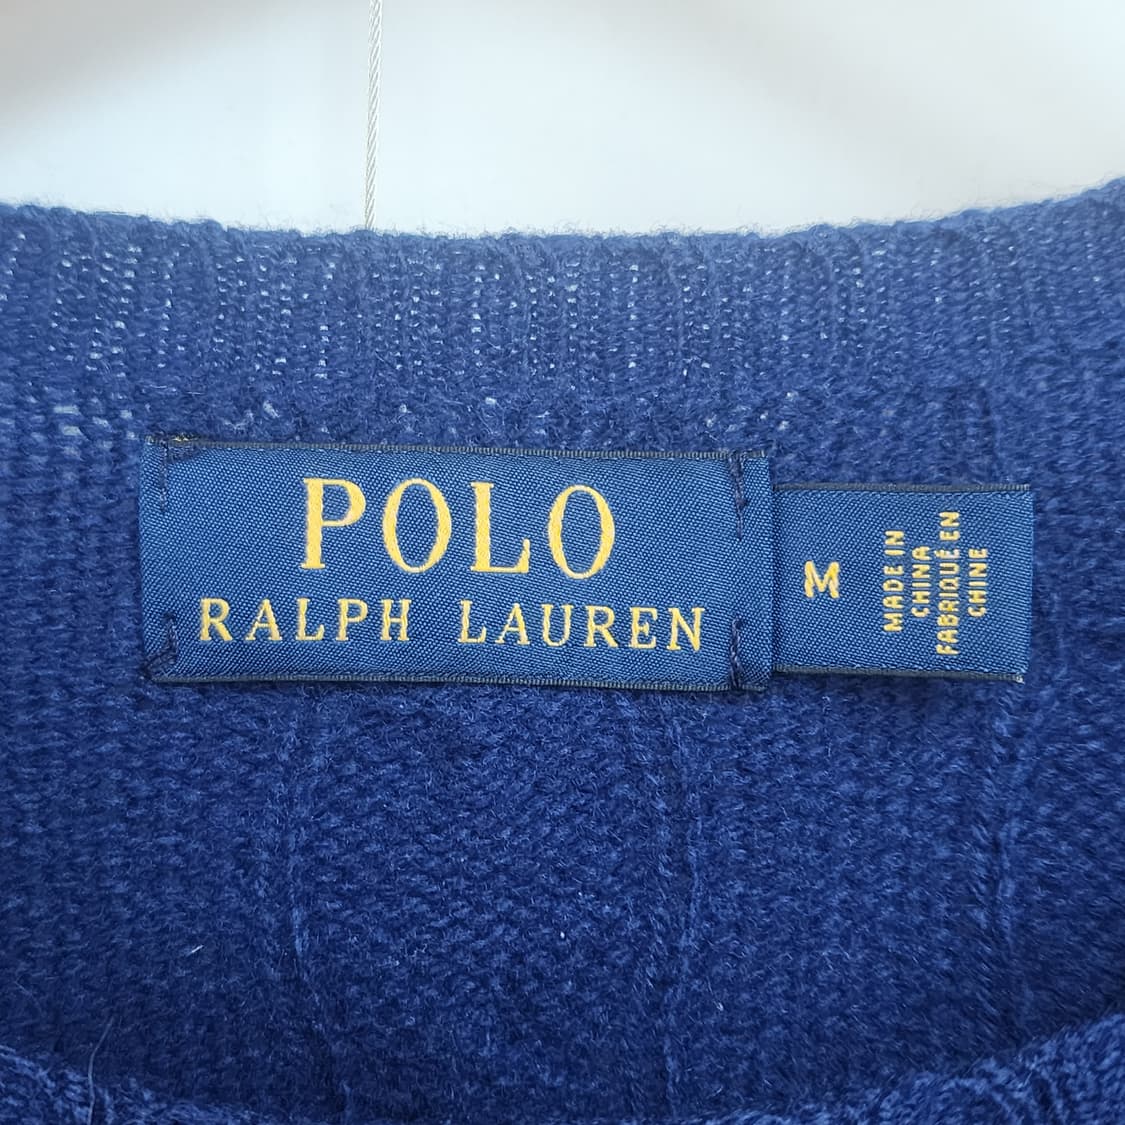 POLO
RALPH LAUREN
M
MADE IN
CHINA
FABRIQUÉ EN
CHINE